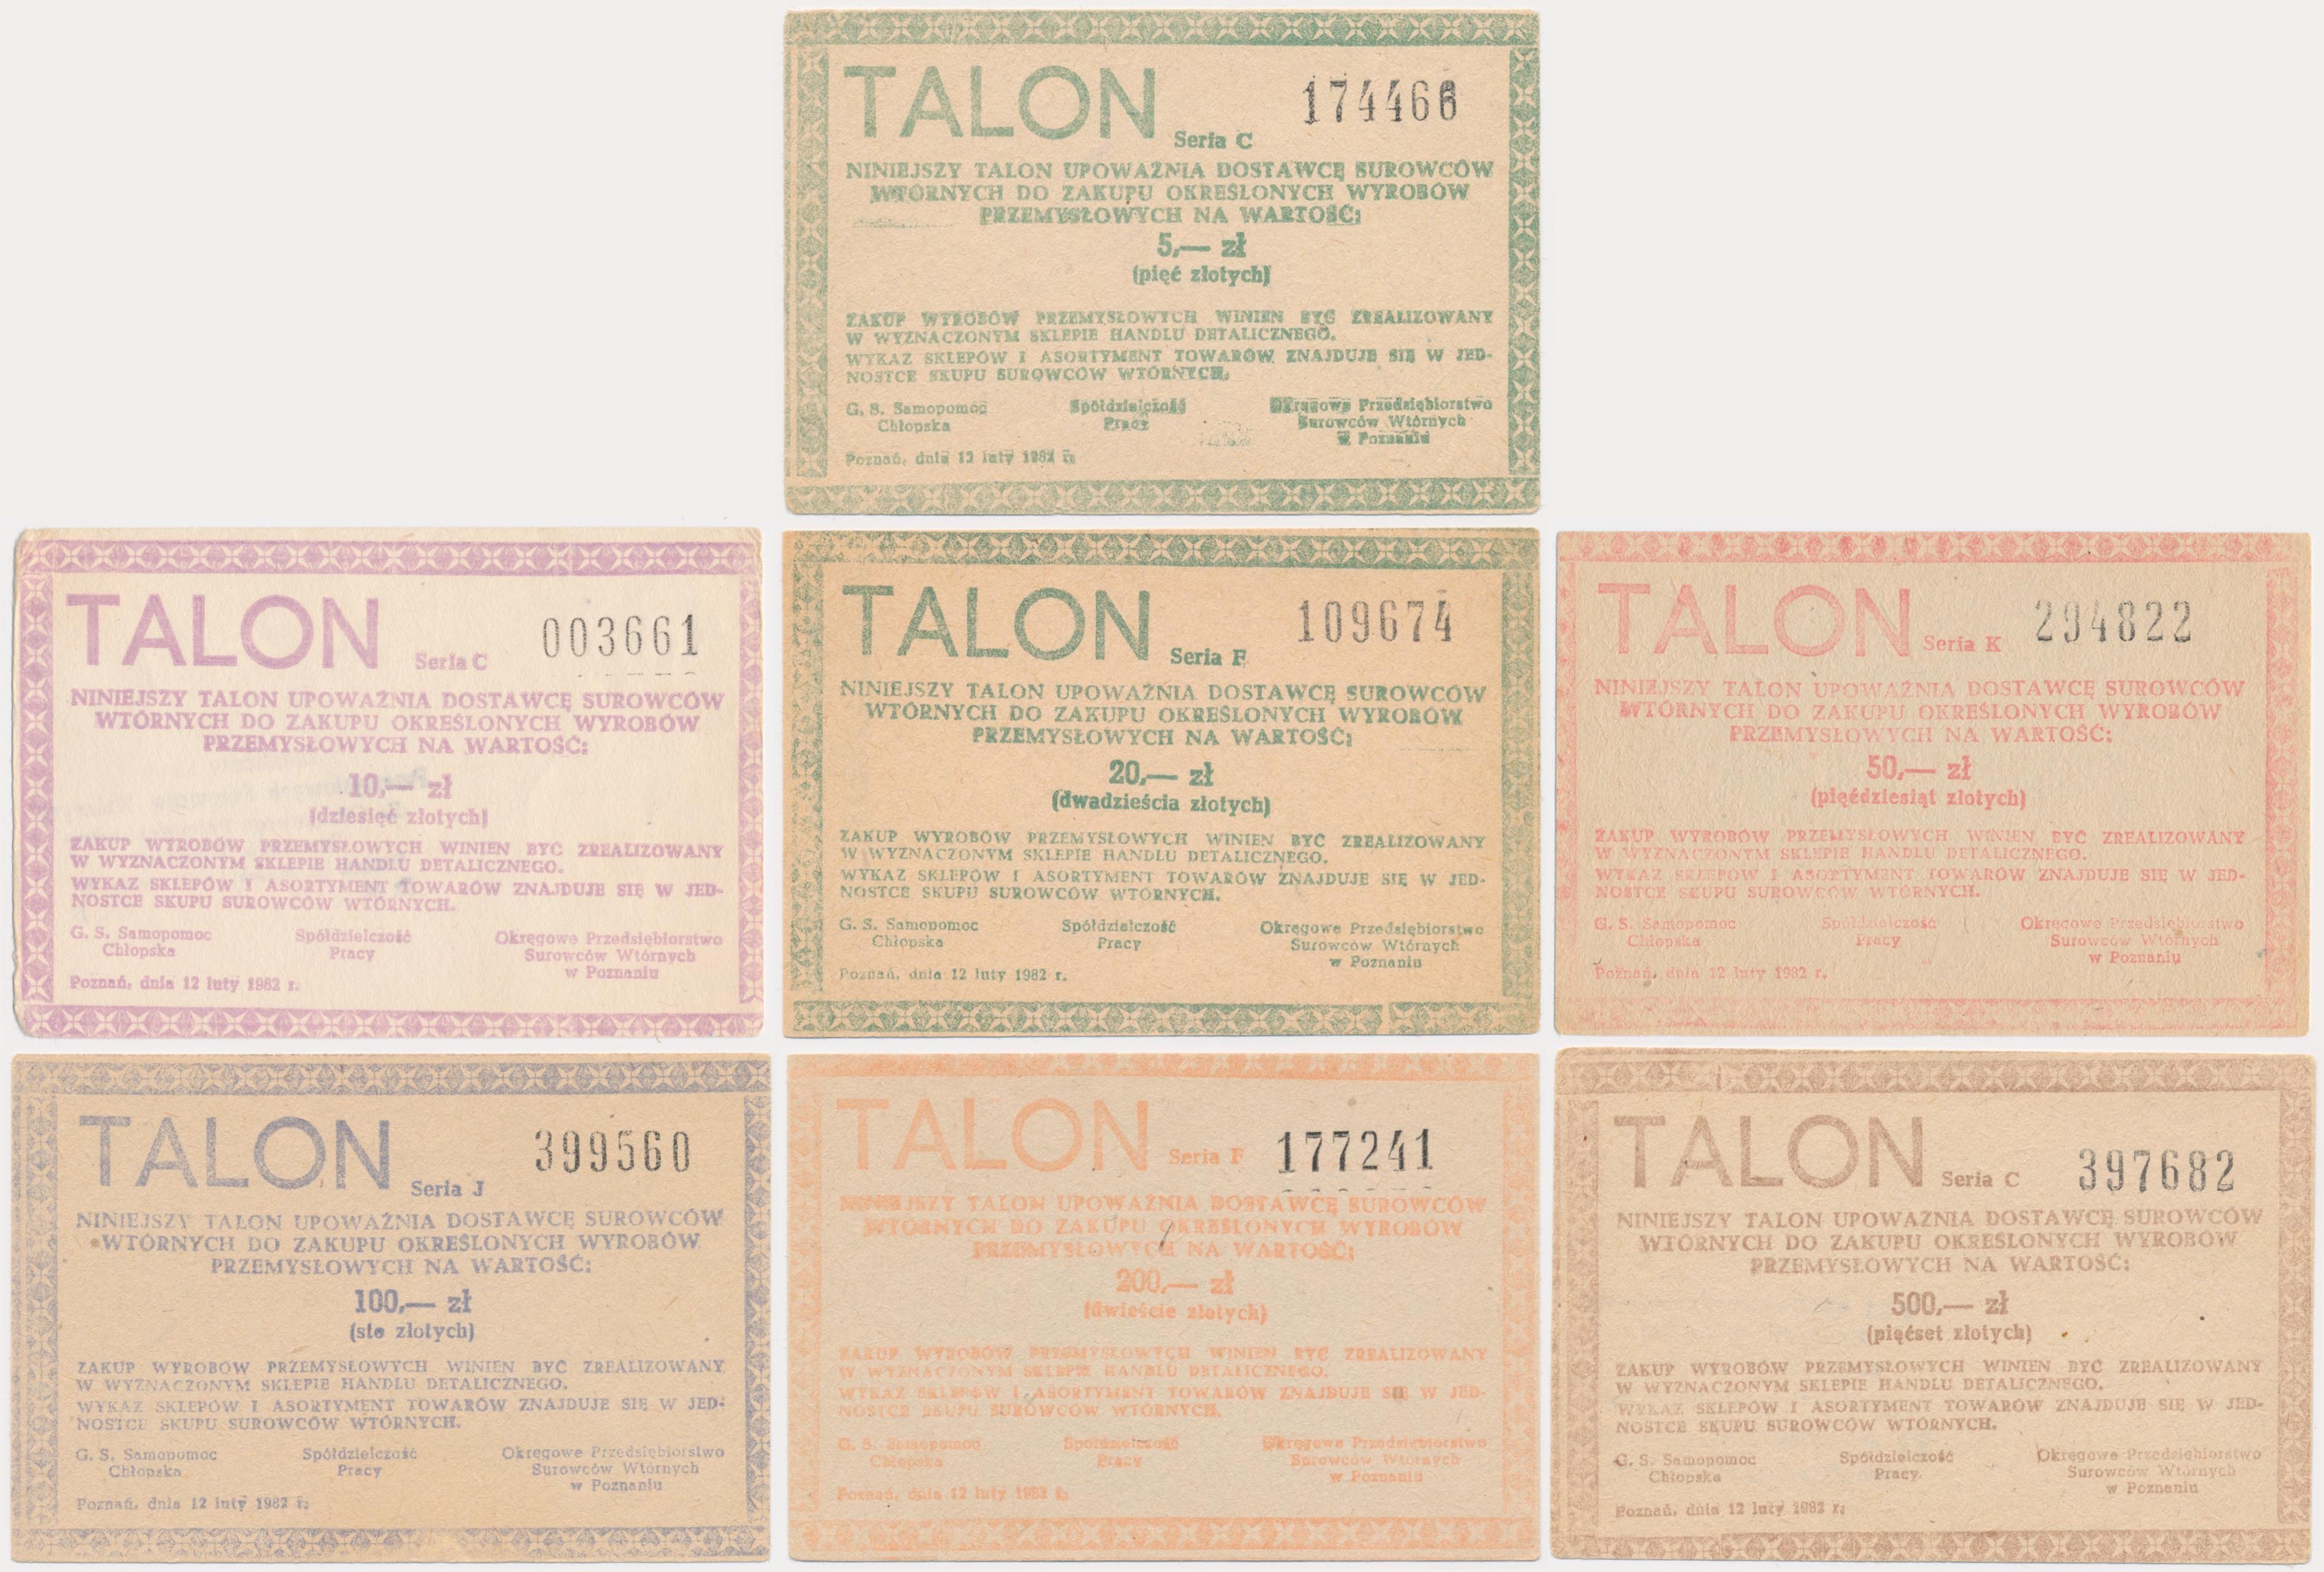 TALON
Seria C
174466
NINIEJSZY TALON UPOWAŻNIA DOSTAWCĘ SUROWCÓW
WTÓRNYCH DO ZAKUPU OKREŚLONYCH WYROBÓW
PRZEMYSŁOWYCH NA WARTOŚĆ:
5,— zł
(pięć złotych)
ZAKUP WYROBÓW PRZEMYSŁOWYCH WINIEN BYĆ ZREALIZOWANY
W WYZNACZONYM SKLEPIE HANDLU DETALICZNEGO.
WYKAZ SKLEPÓW I ASORTYMENT TOWARÓW ZNAJDUJE SIĘ W JED-
NOSTCE SKUPU SUROWCÓW WTÓRNYCH.
G. S. Samopomoc
Chłopska
Spółdzielczość
Pracy
Okręgowe Przedsiębiorstwo
Surowców Wtórnych
w Poznaniu
Poznań, dnia 12 luty 1982 r.
TALON
Seria C
003661
NINIEJSZY TALON UPOWAŻNIA DOSTAWCĘ SUROWCÓW
WTÓRNYCH DO ZAKUPU OKREŚLONYCH WYROBÓW
PRZEMYSŁOWYCH NA WARTOŚĆ:
10,— zł
(dziesięć złotych)
ZAKUP WYROBÓW PRZEMYSŁOWYCH WINIEN BYĆ ZREALIZOWANY
W WYZNACZONYM SKLEPIE HANDLU DETALICZNEGO.
WYKAZ SKLEPÓW I ASORTYMENT TOWARÓW ZNAJDUJE SIĘ W JED-
NOSTCE SKUPU SUROWCÓW WTÓRNYCH.
G. S. Samopomoc
Chłopska
Spółdzielczość
Pracy
Okręgowe Przedsiębiorstwo
Surowców Wtórnych
w Poznaniu
Poznań, dnia 12 luty 1982 r.
TALON
Seria F
109674
NINIEJSZY TALON UPOWAŻNIA DOSTAWCĘ SUROWCÓW
WTÓRNYCH DO ZAKUPU OKREŚLONYCH WYROBÓW
PRZEMYSŁOWYCH NA WARTOŚĆ:
20,— zł
(dwadzieścia złotych)
ZAKUP WYROBÓW PRZEMYSŁOWYCH WINIEN BYĆ ZREALIZOWANY
W WYZNACZONYM SKLEPIE HANDLU DETALICZNEGO.
WYKAZ SKLEPÓW I ASORTYMENT TOWARÓW ZNAJDUJE SIĘ W JED-
NOSTCE SKUPU SUROWCÓW WTÓRNYCH.
G. S. Samopomoc
Chłopska
Spółdzielczość
Pracy
Okręgowe Przedsiębiorstwo
Surowców Wtórnych
w Poznaniu
Poznań, dnia 12 luty 1982 r.
TALON
Seria K
294822
NINIEJSZY TALON UPOWAŻNIA DOSTAWCĘ SUROWCÓW
WTÓRNYCH DO ZAKUPU OKREŚLONYCH WYROBÓW
PRZEMYSŁOWYCH NA WARTOŚĆ:
50,— zł
(pięćdziesiąt złotych)
ZAKUP WYROBÓW PRZEMYSŁOWYCH WINIEN BYĆ ZREALIZOWANY
W WYZNACZONYM SKLEPIE HANDLU DETALICZNEGO.
WYKAZ SKLEPÓW I ASORTYMENT TOWARÓW ZNAJDUJE SIĘ W JED-
NOSTCE SKUPU SUROWCÓW WTÓRNYCH.
G. S. Samopomoc
Chłopska
Spółdzielczość
Pracy
Okręgowe Przedsiębiorstwo
Surowców Wtórnych
w Poznaniu
Poznań, dnia 12 luty 1982 r.
TALON
Seria J
399560
NINIEJSZY TALON UPOWAŻNIA DOSTAWCĘ SUROWCÓW
WTÓRNYCH DO ZAKUPU OKREŚLONYCH WYROBÓW
PRZEMYSŁOWYCH NA WARTOŚĆ:
100,— zł
(sto złotych)
ZAKUP WYROBÓW PRZEMYSŁOWYCH WINIEN BYĆ ZREALIZOWANY
W WYZNACZONYM SKLEPIE HANDLU DETALICZNEGO.
WYKAZ SKLEPÓW I ASORTYMENT TOWARÓW ZNAJDUJE SIĘ W JED-
NOSTCE SKUPU SUROWCÓW WTÓRNYCH.
G. S. Samopomoc
Chłopska
Spółdzielczość
Pracy
Okręgowe Przedsiębiorstwo
Surowców Wtórnych
w Poznaniu
Poznań, dnia 12 luty 1982 r.
TALON
Seria F
177241
NINIEJSZY TALON UPOWAŻNIA DOSTAWCĘ SUROWCÓW
WTÓRNYCH DO ZAKUPU OKREŚLONYCH WYROBÓW
PRZEMYSŁOWYCH NA WARTOŚĆ:
200,— zł
(dwieście złotych)
ZAKUP WYROBÓW PRZEMYSŁOWYCH WINIEN BYĆ ZREALIZOWANY
W WYZNACZONYM SKLEPIE HANDLU DETALICZNEGO.
WYKAZ SKLEPÓW I ASORTYMENT TOWARÓW ZNAJDUJE SIĘ W JED-
NOSTCE SKUPU SUROWCÓW WTÓRNYCH.
G. S. Samopomoc
Chłopska
Spółdzielczość
Pracy
Okręgowe Przedsiębiorstwo
Surowców Wtórnych
w Poznaniu
Poznań, dnia 12 luty 1982 r.
TALON
Seria C
397682
NINIEJSZY TALON UPOWAŻNIA DOSTAWCĘ SUROWCÓW
WTÓRNYCH DO ZAKUPU OKREŚLONYCH WYROBÓW
PRZEMYSŁOWYCH NA WARTOŚĆ:
500,— zł
(pięćset złotych)
ZAKUP WYROBÓW PRZEMYSŁOWYCH WINIEN BYĆ ZREALIZOWANY
W WYZNACZONYM SKLEPIE HANDLU DETALICZNEGO.
WYKAZ SKLEPÓW I ASORTYMENT TOWARÓW ZNAJDUJE SIĘ W JED-
NOSTCE SKUPU SUROWCÓW WTÓRNYCH.
G. S. Samopomoc
Chłopska
Spółdzielczość
Pracy
Okręgowe Przedsiębiorstwo
Surowców Wtórnych
w Poznaniu
Poznań, dnia 12 luty 1982 r.